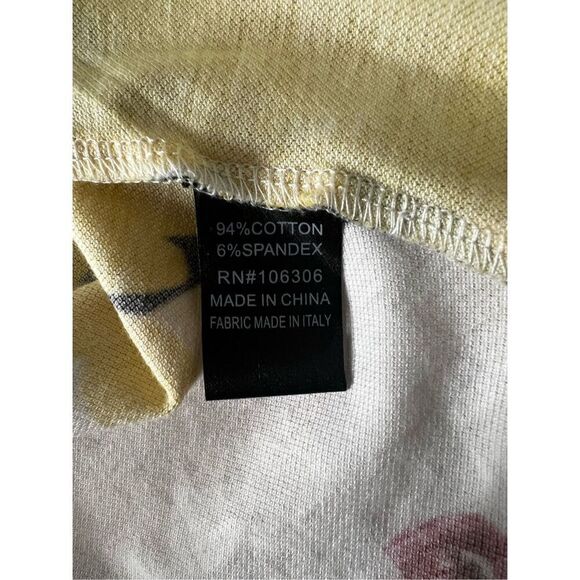 94%COTTON
6%SPANDEX
RN#106306
MADE IN CHINA
FABRIC MADE IN ITALY